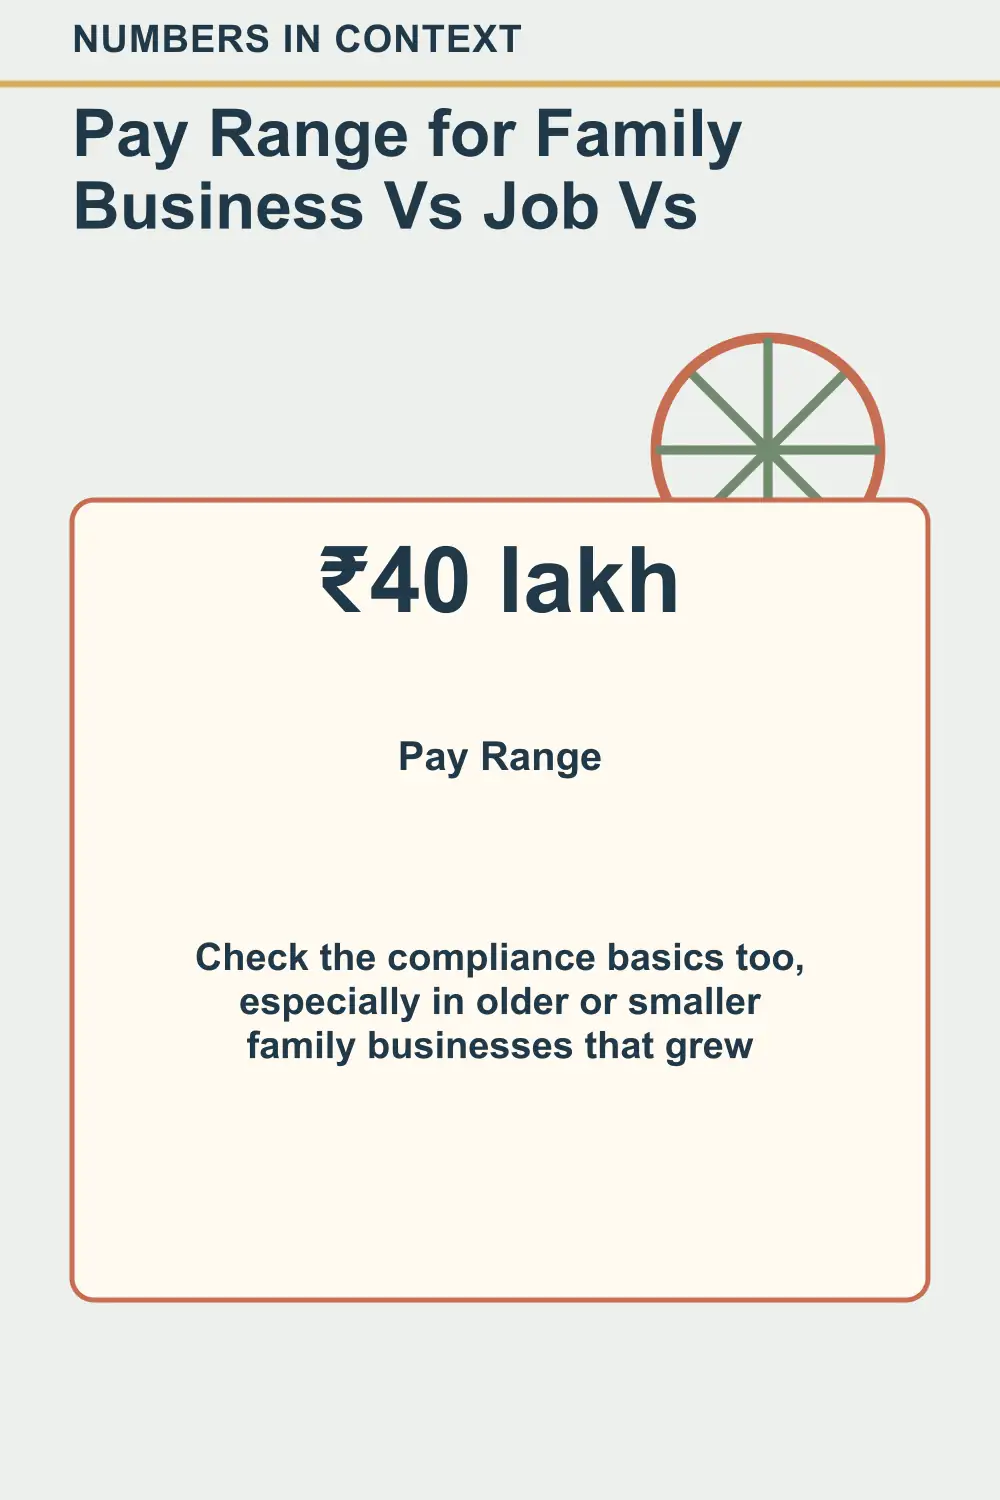 NUMBERS IN CONTEXT
Pay Range for Family
Business Vs Job Vs
₹40 lakh
Pay Range
Check the compliance basics too,
especially in older or smaller
family businesses that grew